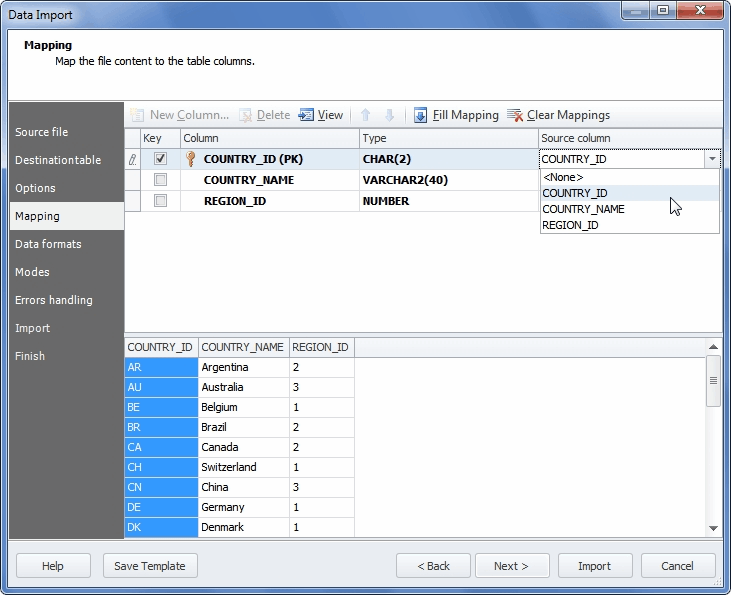 Data Import
Mapping
Map the file content to the table columns.
Source file
Destinationtable
Options
Mapping
Data formats
Modes
Errors handling
Import
Finish
New Column... Delete View Fill Mapping Clear Mappings
Key Column Type Source column
COUNTRY_ID (PK) CHAR(2) COUNTRY_ID
COUNTRY_NAME VARCHAR2(40)
REGION_ID NUMBER
<None>
COUNTRY_ID
COUNTRY_NAME
REGION_ID
COUNTRY_ID COUNTRY_NAME REGION_ID
AR Argentina 2
AU Australia 3
BE Belgium 1
BR Brazil 2
CA Canada 2
CH Switzerland 1
CN China 3
DE Germany 1
DK Denmark 1
Help Save Template < Back Next > Import Cancel